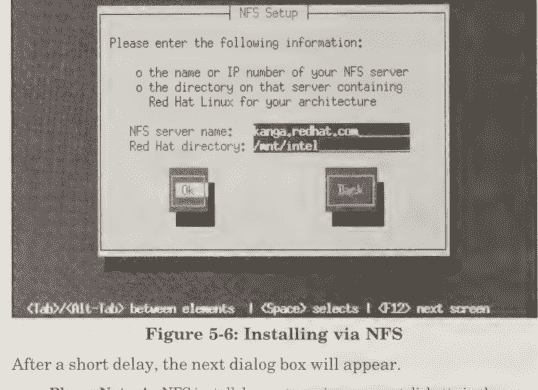 NFS Setup
Please enter the following information:
o the name or IP number of your NFS server
o the directory on that server containing
Red Hat Linux for your architecture
NFS server name: kanga.redhat.com
Red Hat directory: /mnt/intel
Ok Back
<Tab>/<Alt-Tab> between elements | <Space> selects | <F12> next screen
Figure 5-6: Installing via NFS
After a short delay, the next dialog box will appear.